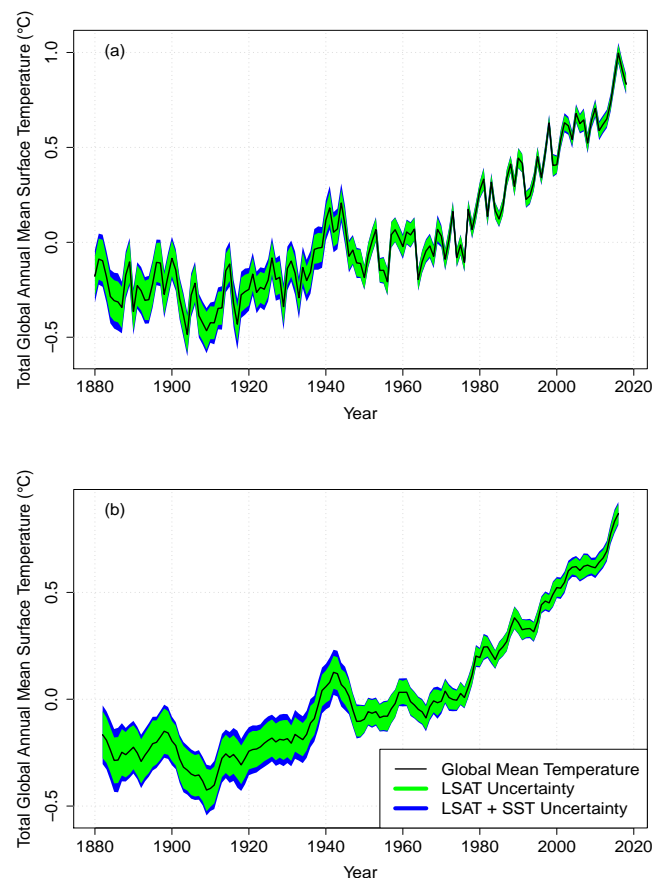 (a)
Total Global Annual Mean Surface Temperature (°C)
1.0
0.5
0.0
−0.5
1880 1900 1920 1940 1960 1980 2000 2020
Year
(b)
Total Global Annual Mean Surface Temperature (°C)
0.5
0.0
−0.5
Global Mean Temperature
LSAT Uncertainty
LSAT + SST Uncertainty
1880 1900 1920 1940 1960 1980 2000 2020
Year